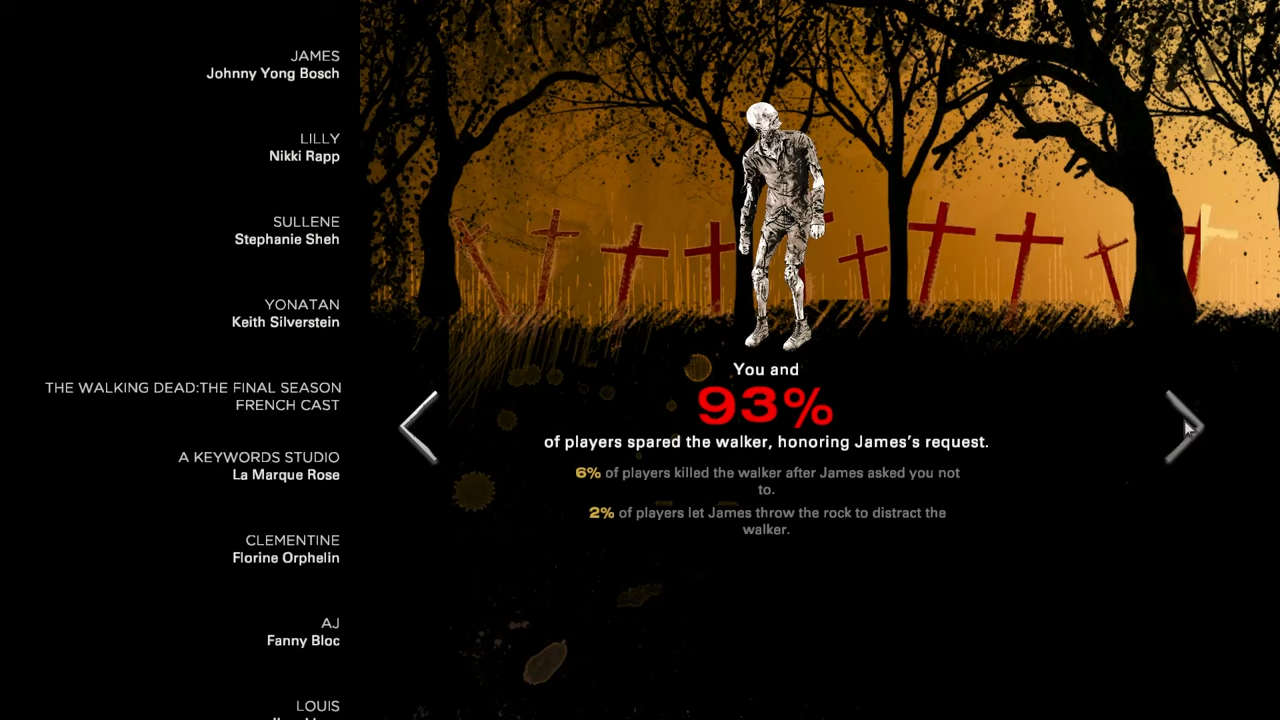 JAMES
Johnny Yong Bosch
LILLY
Nikki Rapp
SULLENE
Stephanie Sheh
YONATAN
Keith Silverstein
THE WALKING DEAD:THE FINAL SEASON
FRENCH CAST
A KEYWORDS STUDIO
La Marque Rose
CLEMENTINE
Florine Orphelin
AJ
Fanny Bloc
LOUIS
You and
93%
of players spared the walker, honoring James's request.
6% of players killed the walker after James asked you not
to.
2% of players let James throw the rock to distract the
walker.